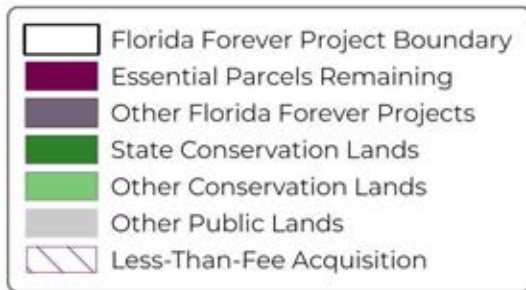 Florida Forever Project Boundary
Essential Parcels Remaining
Other Florida Forever Projects
State Conservation Lands
Other Conservation Lands
Other Public Lands
Less-Than-Fee Acquisition